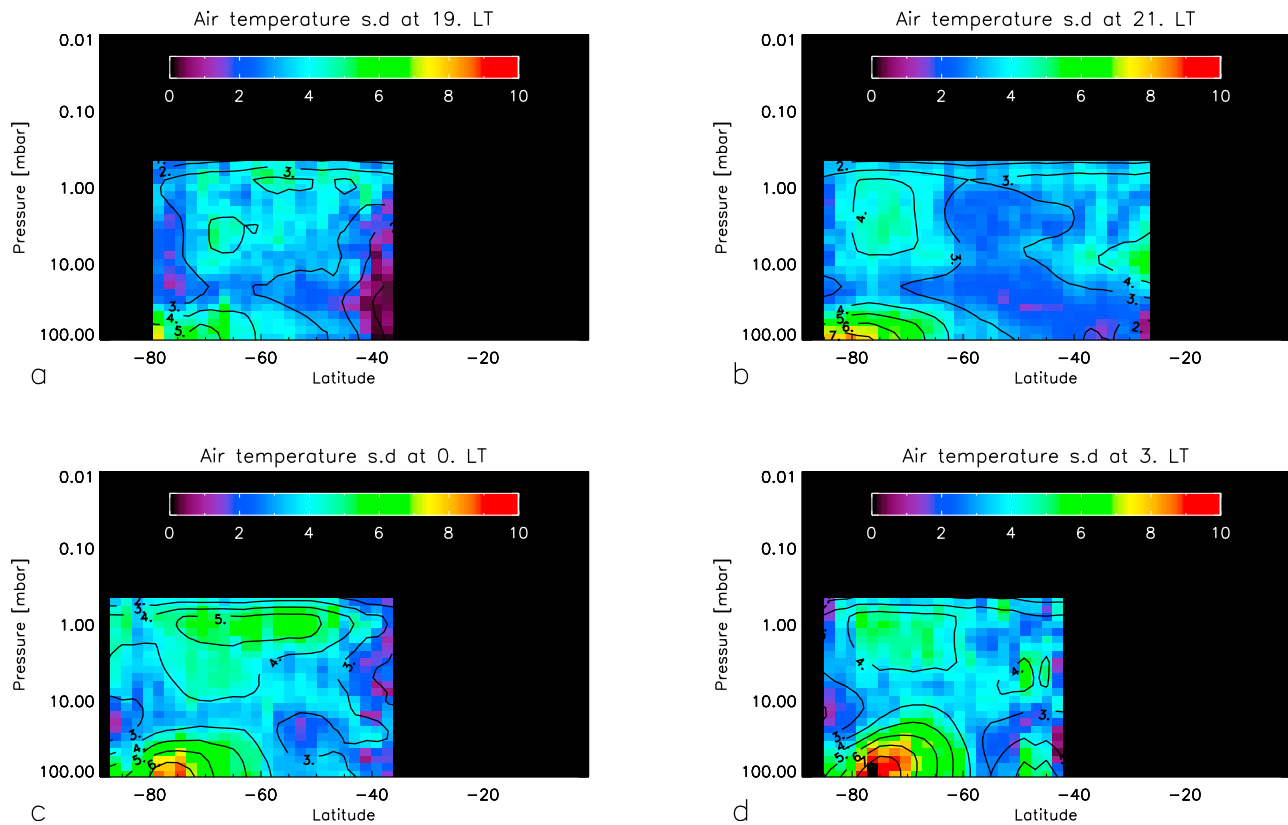 Air temperature s.d at 19. LT
0.01
0 2 4 6 8 10
0.10
1.00
10.00
100.00
Pressure [mbar]
2.
3.
3.
4.
5.
−80 −60 −40 −20
Latitude
a
Air temperature s.d at 21. LT
0.01
0 2 4 6 8 10
0.10
1.00
10.00
100.00
Pressure [mbar]
2.
3.
4.
3.
4.
3.
4.
5.
6.
7.
2.
−80 −60 −40 −20
Latitude
b
Air temperature s.d at 0. LT
0.01
0 2 4 6 8 10
0.10
1.00
10.00
100.00
Pressure [mbar]
2.
3.
4.
5.
4.
3.
3.
4.
5.
6.
3.
−80 −60 −40 −20
Latitude
c
Air temperature s.d at 3. LT
0.01
0 2 4 6 8 10
0.10
1.00
10.00
100.00
Pressure [mbar]
4.
4.
3.
3.
4.
5.
6.
−80 −60 −40 −20
Latitude
d